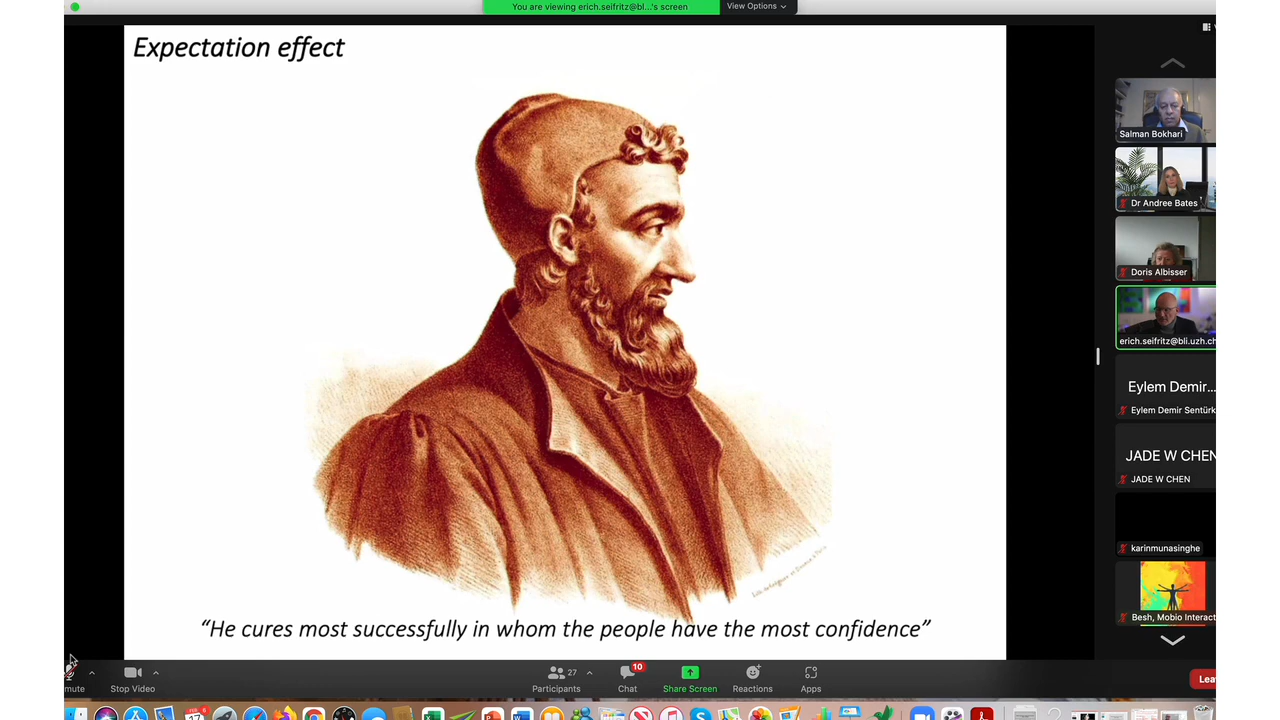 You are viewing erich.seifritz@bl...'s screen
View Options
Expectation effect
Salman Bokhari
Dr Andree Bates
Doris Albisser
erich.seifritz@bli.uzh.ch
Eylem Demir...
Eylem Demir Sentürk
JADE W CHEN
JADE W CHEN
karinmunasinghe
Besh, Mobio Interact
“He cures most successfully in whom the people have the most confidence”
mute
Stop Video
27
Participants
10
Chat
Share Screen
Reactions
Apps
Lea
17